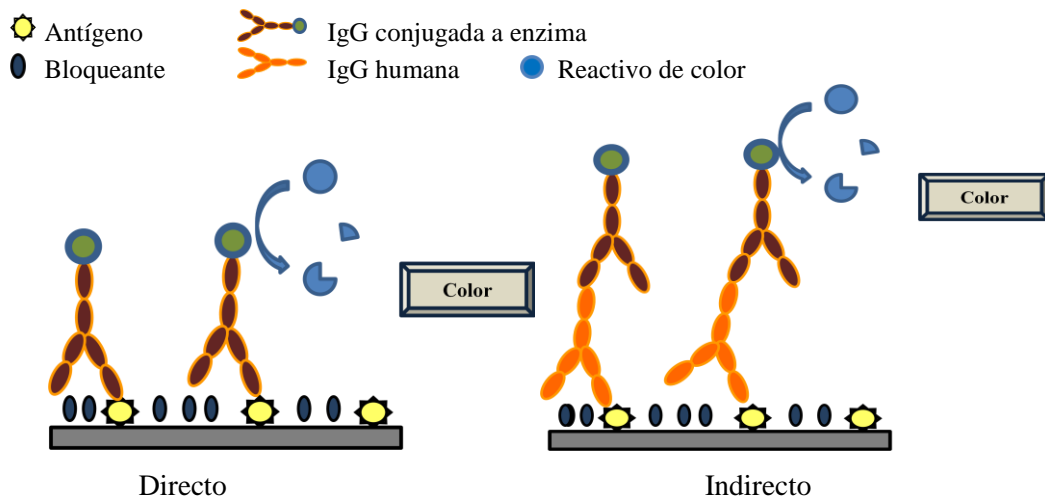 Antígeno
IgG conjugada a enzima
Bloqueante
IgG humana
Reactivo de color
Color
Color
Directo
Indirecto